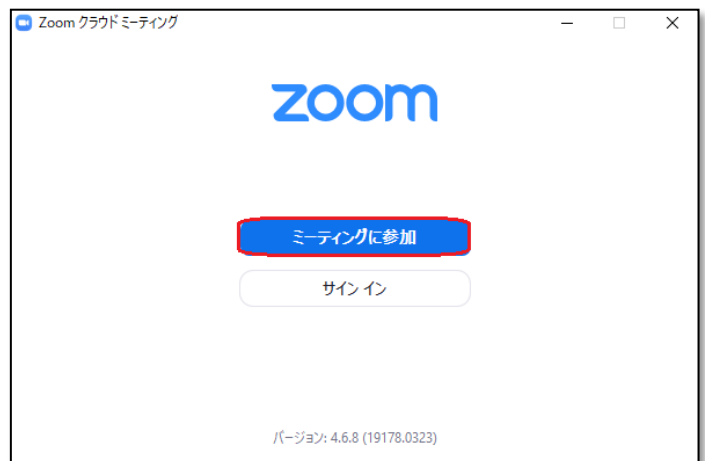 Zoom クラウド ミーティング
zoom
ミーティングに参加
サイン イン
バージョン: 4.6.8 (19178.0323)